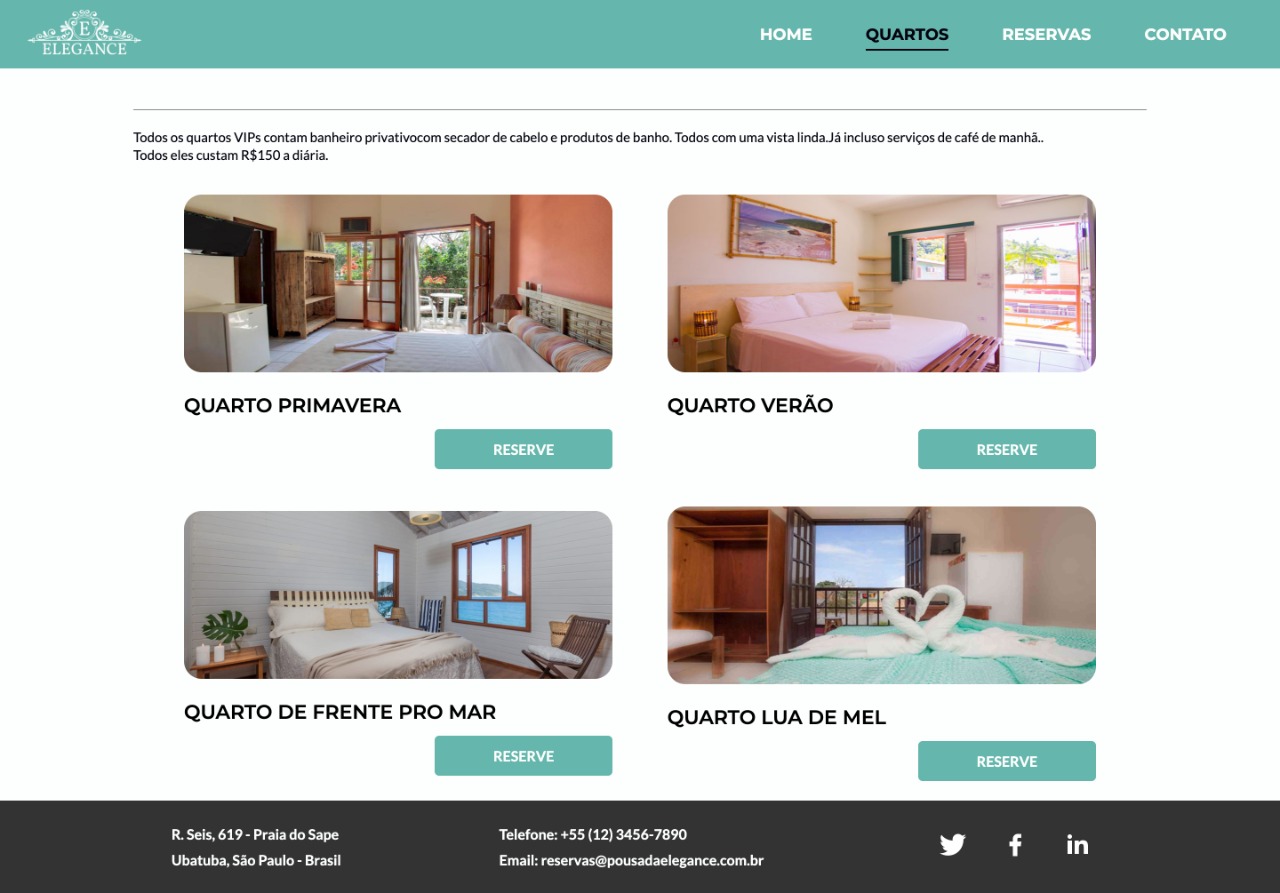 E
ELEGANCE
HOME QUARTOS RESERVAS CONTATO
Todos os quartos VIPs contam banheiro privativocom secador de cabelo e produtos de banho. Todos com uma vista linda.Já incluso serviços de café de manhã..
Todos eles custam R$150 a diária.
QUARTO PRIMAVERA
RESERVE
QUARTO VERÃO
RESERVE
QUARTO DE FRENTE PRO MAR
RESERVE
QUARTO LUA DE MEL
RESERVE
R. Seis, 619 - Praia do Sape
Ubatuba, São Paulo - Brasil
Telefone: +55 (12) 3456-7890
Email: reservas@pousadaelegance.com.br